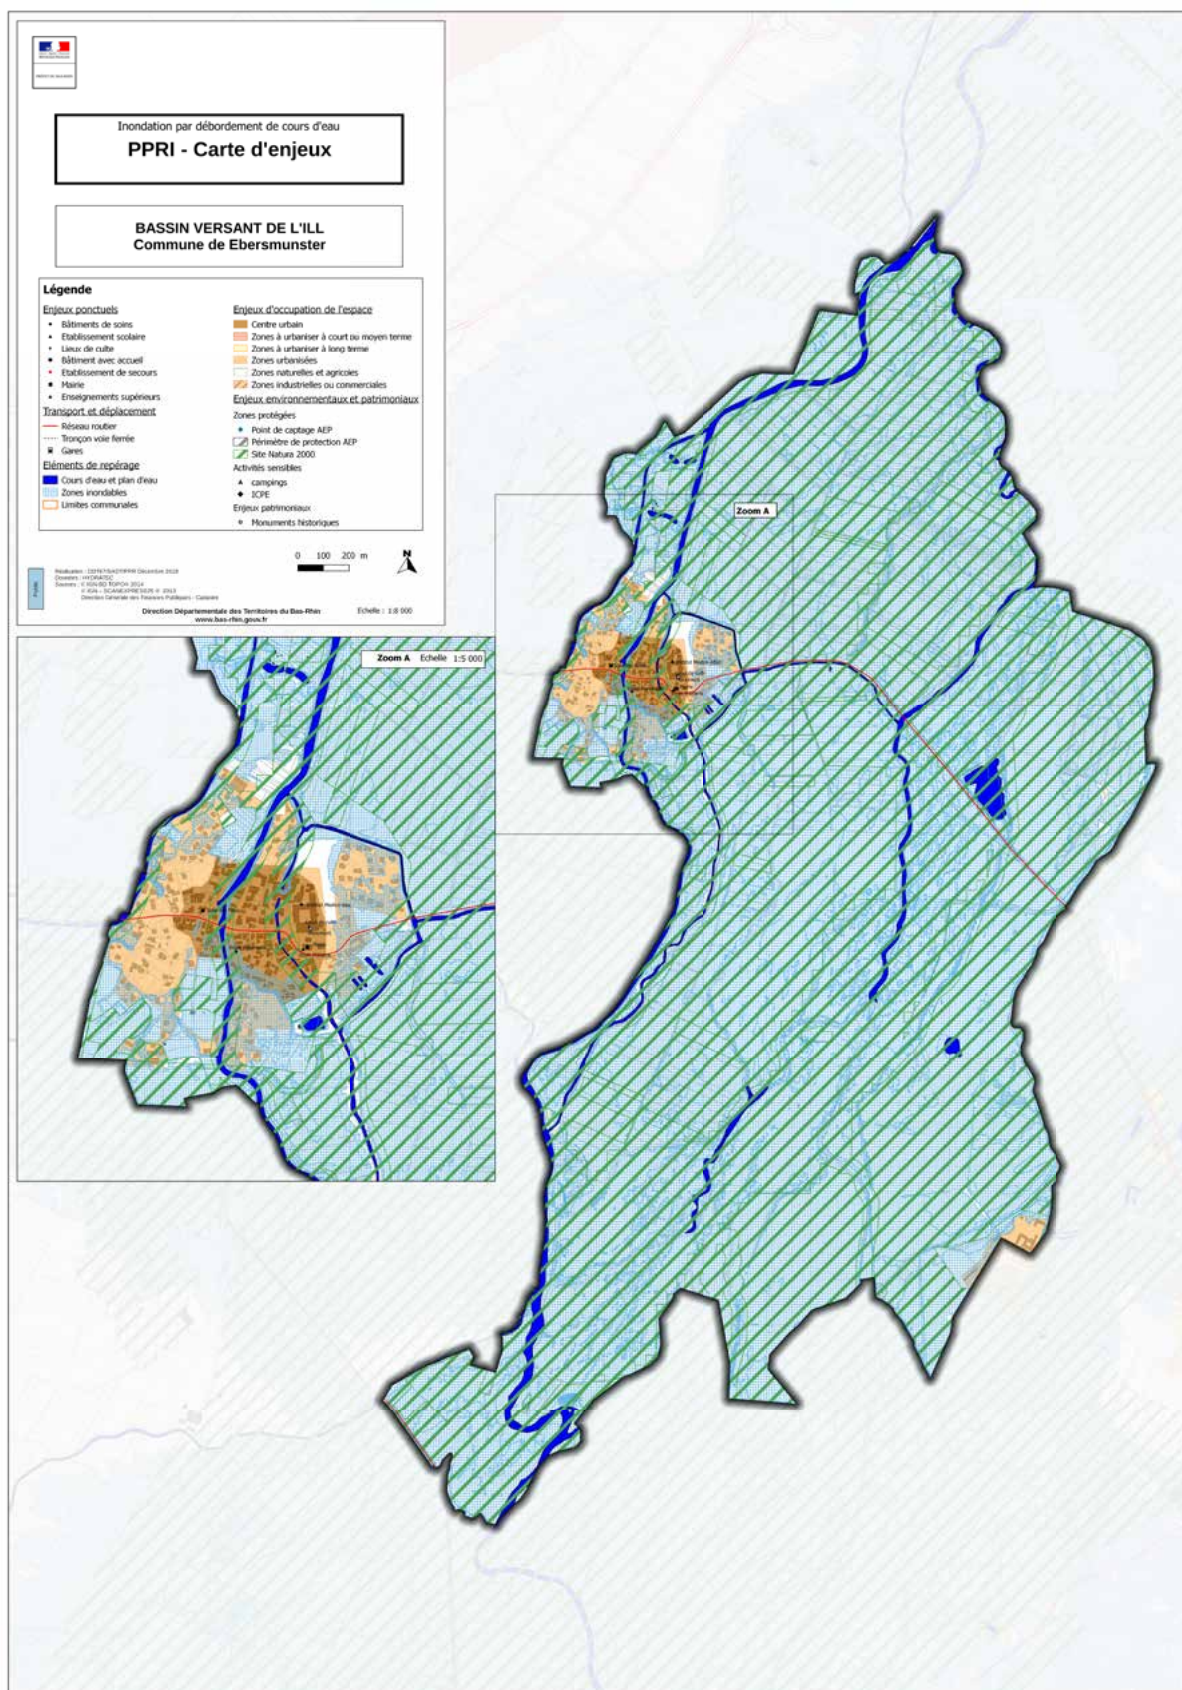 Inondation par débordement de cours d'eau
PPRI - Carte d'enjeux
BASSIN VERSANT DE L'ILL
Commune de Ebersmunster
Légende
Enjeux ponctuels
Bâtiments de soins
Etablissement scolaire
Lieux de culte
Bâtiment avec accueil
Etablissement de secours
Mairie
Enseignements supérieurs
Transport et déplacement
Réseau routier
Tronçon voie ferrée
Gares
Eléments de repérage
Cours d'eau et plan d'eau
Zones inondables
Limites communales
Enjeux d'occupation de l'espace
Centre urbain
Zones à urbaniser à court ou moyen terme
Zones à urbaniser à long terme
Zones urbanisées
Zones naturelles et agricoles
Zones industrielles ou commerciales
Enjeux environnementaux et patrimoniaux
Zones protégées
Point de captage AEP
Périmètre de protection AEP
Site Natura 2000
Activités sensibles
campings
ICPE
Enjeux patrimoniaux
Monuments historiques
0 100 200 m
N
Direction Départementale des Territoires du Bas-Rhin
www.bas-rhin.gouv.fr
Echelle : 1:8 000
Zoom A Echelle 1:5 000
Zoom A